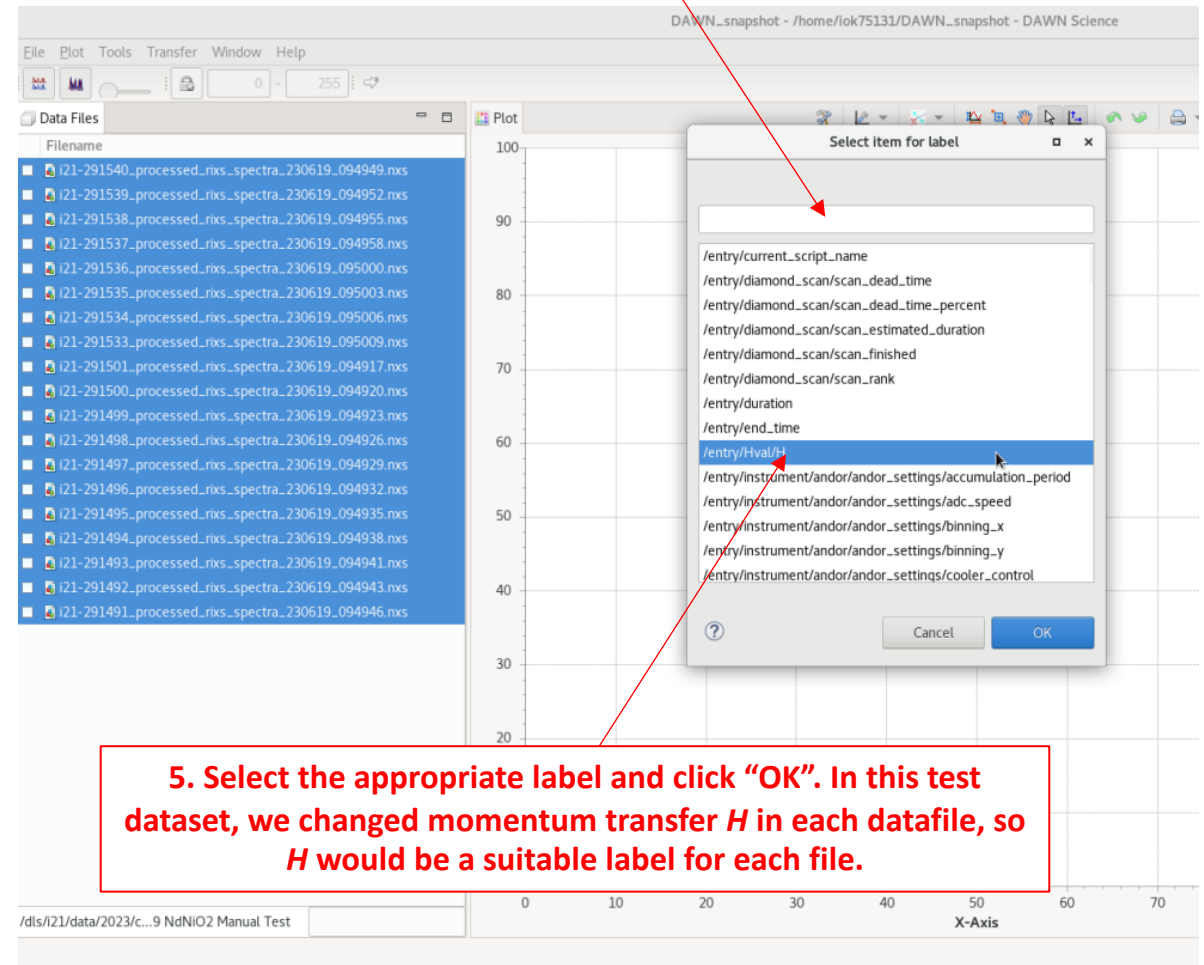 DAWN_snapshot - /home/iok75131/DAWN_snapshot - DAWN Science
File Plot Tools Transfer Window Help
0 - 255
Data Files
Filename
i21-291540_processed_rixs_spectra_230619_094949.nxs
i21-291539_processed_rixs_spectra_230619_094952.nxs
i21-291538_processed_rixs_spectra_230619_094955.nxs
i21-291537_processed_rixs_spectra_230619_094958.nxs
i21-291536_processed_rixs_spectra_230619_095000.nxs
i21-291535_processed_rixs_spectra_230619_095003.nxs
i21-291534_processed_rixs_spectra_230619_095006.nxs
i21-291533_processed_rixs_spectra_230619_095009.nxs
i21-291501_processed_rixs_spectra_230619_094917.nxs
i21-291500_processed_rixs_spectra_230619_094920.nxs
i21-291499_processed_rixs_spectra_230619_094923.nxs
i21-291498_processed_rixs_spectra_230619_094926.nxs
i21-291497_processed_rixs_spectra_230619_094929.nxs
i21-291496_processed_rixs_spectra_230619_094932.nxs
i21-291495_processed_rixs_spectra_230619_094935.nxs
i21-291494_processed_rixs_spectra_230619_094938.nxs
i21-291493_processed_rixs_spectra_230619_094941.nxs
i21-291492_processed_rixs_spectra_230619_094943.nxs
i21-291491_processed_rixs_spectra_230619_094946.nxs
Plot
100
90
80
70
60
50
40
30
20
Select item for label
/entry/current_script_name
/entry/diamond_scan/scan_dead_time
/entry/diamond_scan/scan_dead_time_percent
/entry/diamond_scan/scan_estimated_duration
/entry/diamond_scan/scan_finished
/entry/diamond_scan/scan_rank
/entry/duration
/entry/end_time
/entry/Hval/H
/entry/instrument/andor/andor_settings/accumulation_period
/entry/instrument/andor/andor_settings/adc_speed
/entry/instrument/andor/andor_settings/binning_x
/entry/instrument/andor/andor_settings/binning_y
/entry/instrument/andor/andor_settings/cooler_control
? Cancel OK
5. Select the appropriate label and click “OK”. In this test
dataset, we changed momentum transfer H in each datafile, so
H would be a suitable label for each file.
0 10 20 30 40 50 60 70
X-Axis
/dls/i21/data/2023/c...9 NdNiO2 Manual Test